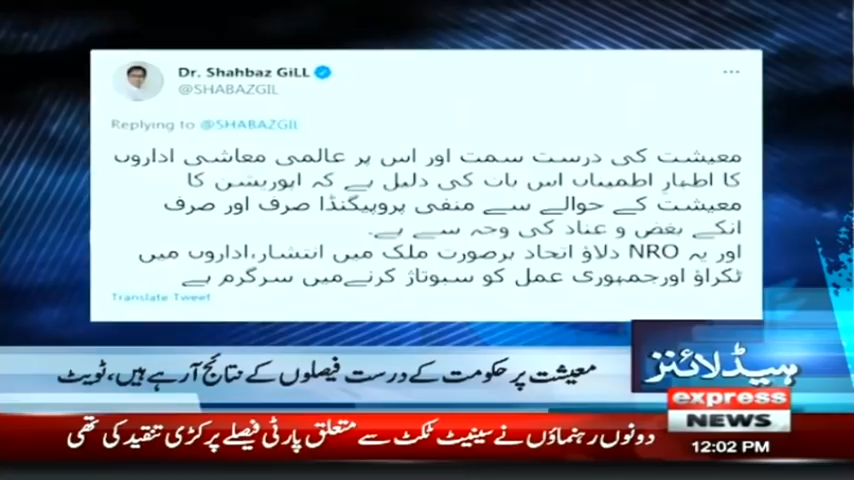 Dr. Shahbaz GiLL
@SHABAZGIL
Replying to @SHABAZGIL
معیشت کی درست سمت اور اس پر عالمی معاشی اداروں
کا اظہارِ اطمینان اس بات کی دلیل ہے کہ اپوزیشن کا
معیشت کے حوالے سے منفی پروپیگنڈا صرف اور صرف
انکے بغض و عناد کی وجہ سے ہے۔
اور یہ NRO دلاؤ اتحاد ہرصورت ملک میں انتشار،اداروں میں
ٹکراؤ اورجمہوری عمل کو سبوتاژ کرنےمیں سرگرم ہے
Translate Tweet
معیشت پر حکومت کے درست فیصلوں کے نتائج آرہے ہیں، ٹویٹ
ہیڈلائنز
express
NEWS
دونوں رہنماؤں نے سینیٹ ٹکٹ سے متعلق پارٹی فیصلے پر کڑی تنقید کی تھی
12:02 PM